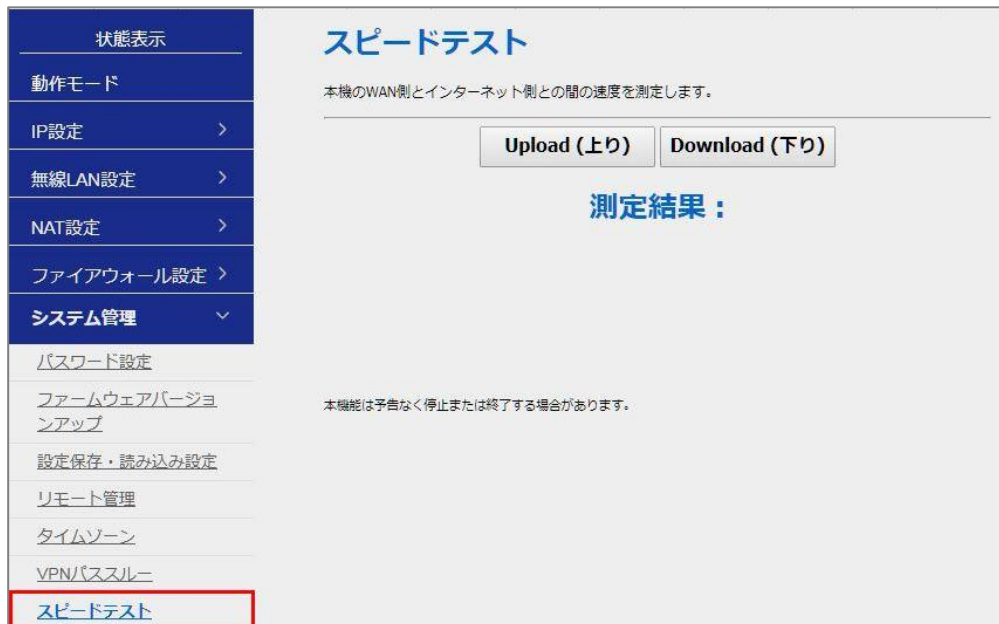 状態表示
動作モード
IP設定
無線LAN設定
NAT設定
ファイアウォール設定
システム管理
パスワード設定
ファームウェアバージョ
ンアップ
設定保存・読み込み設定
リモート管理
タイムゾーン
VPNパススルー
スピードテスト
スピードテスト
本機のWAN側とインターネット側との間の速度を測定します。
Upload (上り)
Download (下り)
測定結果：
本機能は予告なく停止または終了する場合があります。